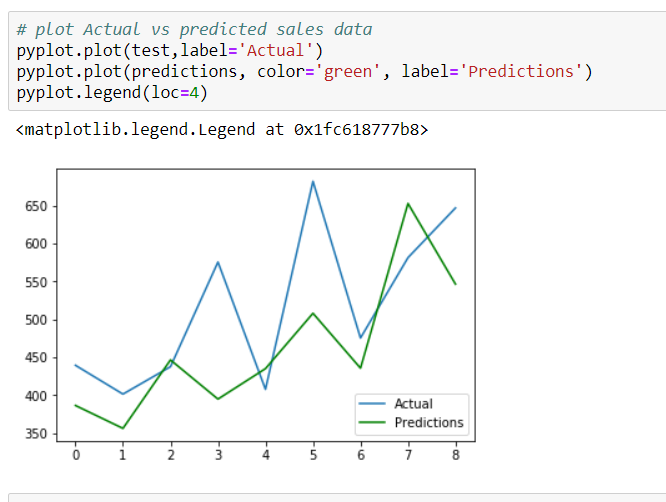 # plot Actual vs predicted sales data
pyplot.plot(test,label='Actual')
pyplot.plot(predictions, color='green', label='Predictions')
pyplot.legend(loc=4)
<matplotlib.legend.Legend at 0x1fc618777b8>
650
600
550
500
450
400
350
Actual
Predictions
0 1 2 3 4 5 6 7 8